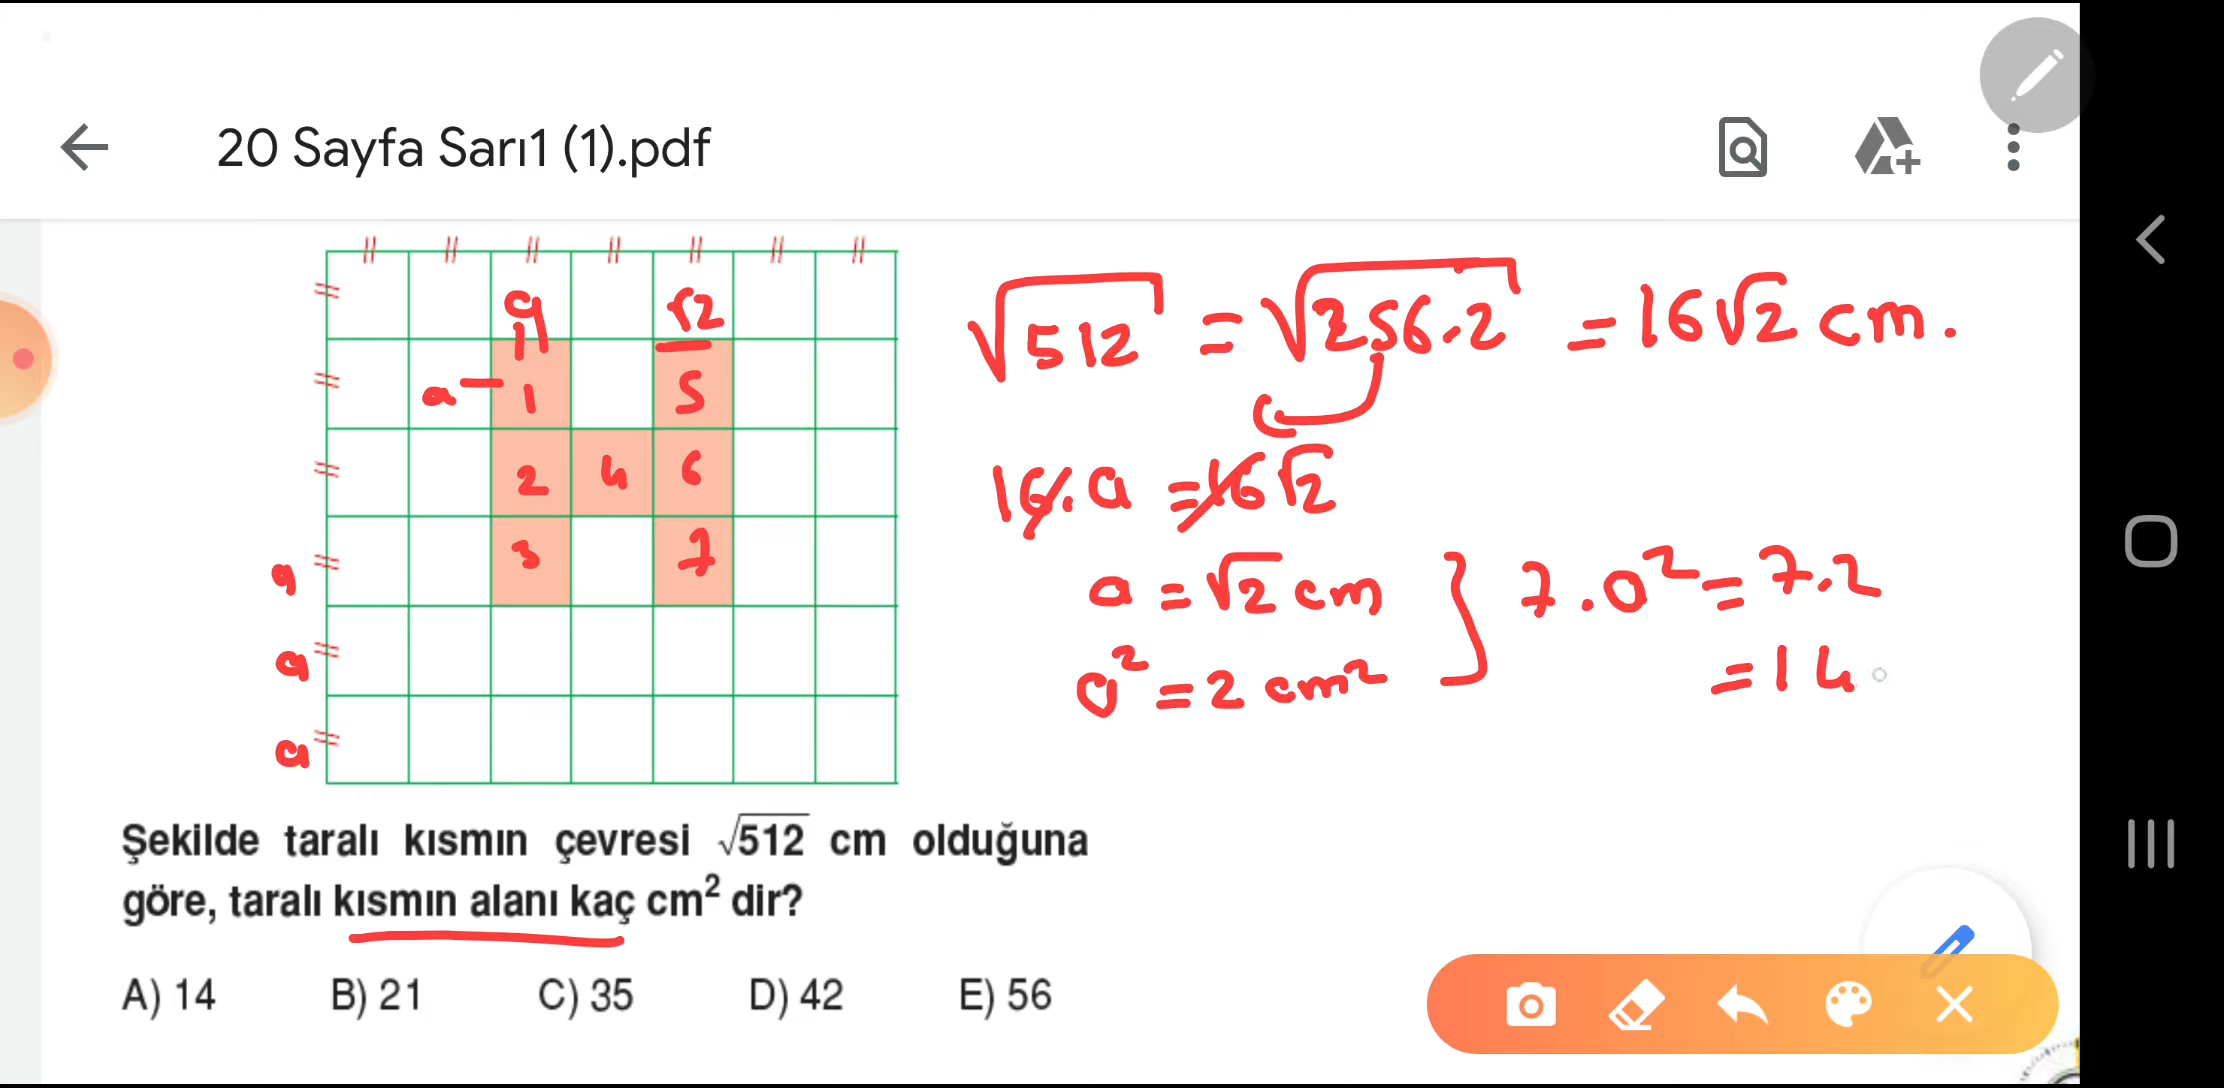 20 Sayfa Sarı1 (1).pdf
a
√2
a
1
5
2
4
6
3
7
a
a
a
√512 = √256.2 = 16√2 cm.
16.a = 16√2
a = √2 cm
a² = 2 cm²
7.a² = 7.2
= 14
Şekilde taralı kısmın çevresi √512 cm olduğuna
göre, taralı kısmın alanı kaç cm² dir?
A) 14 B) 21 C) 35 D) 42 E) 56